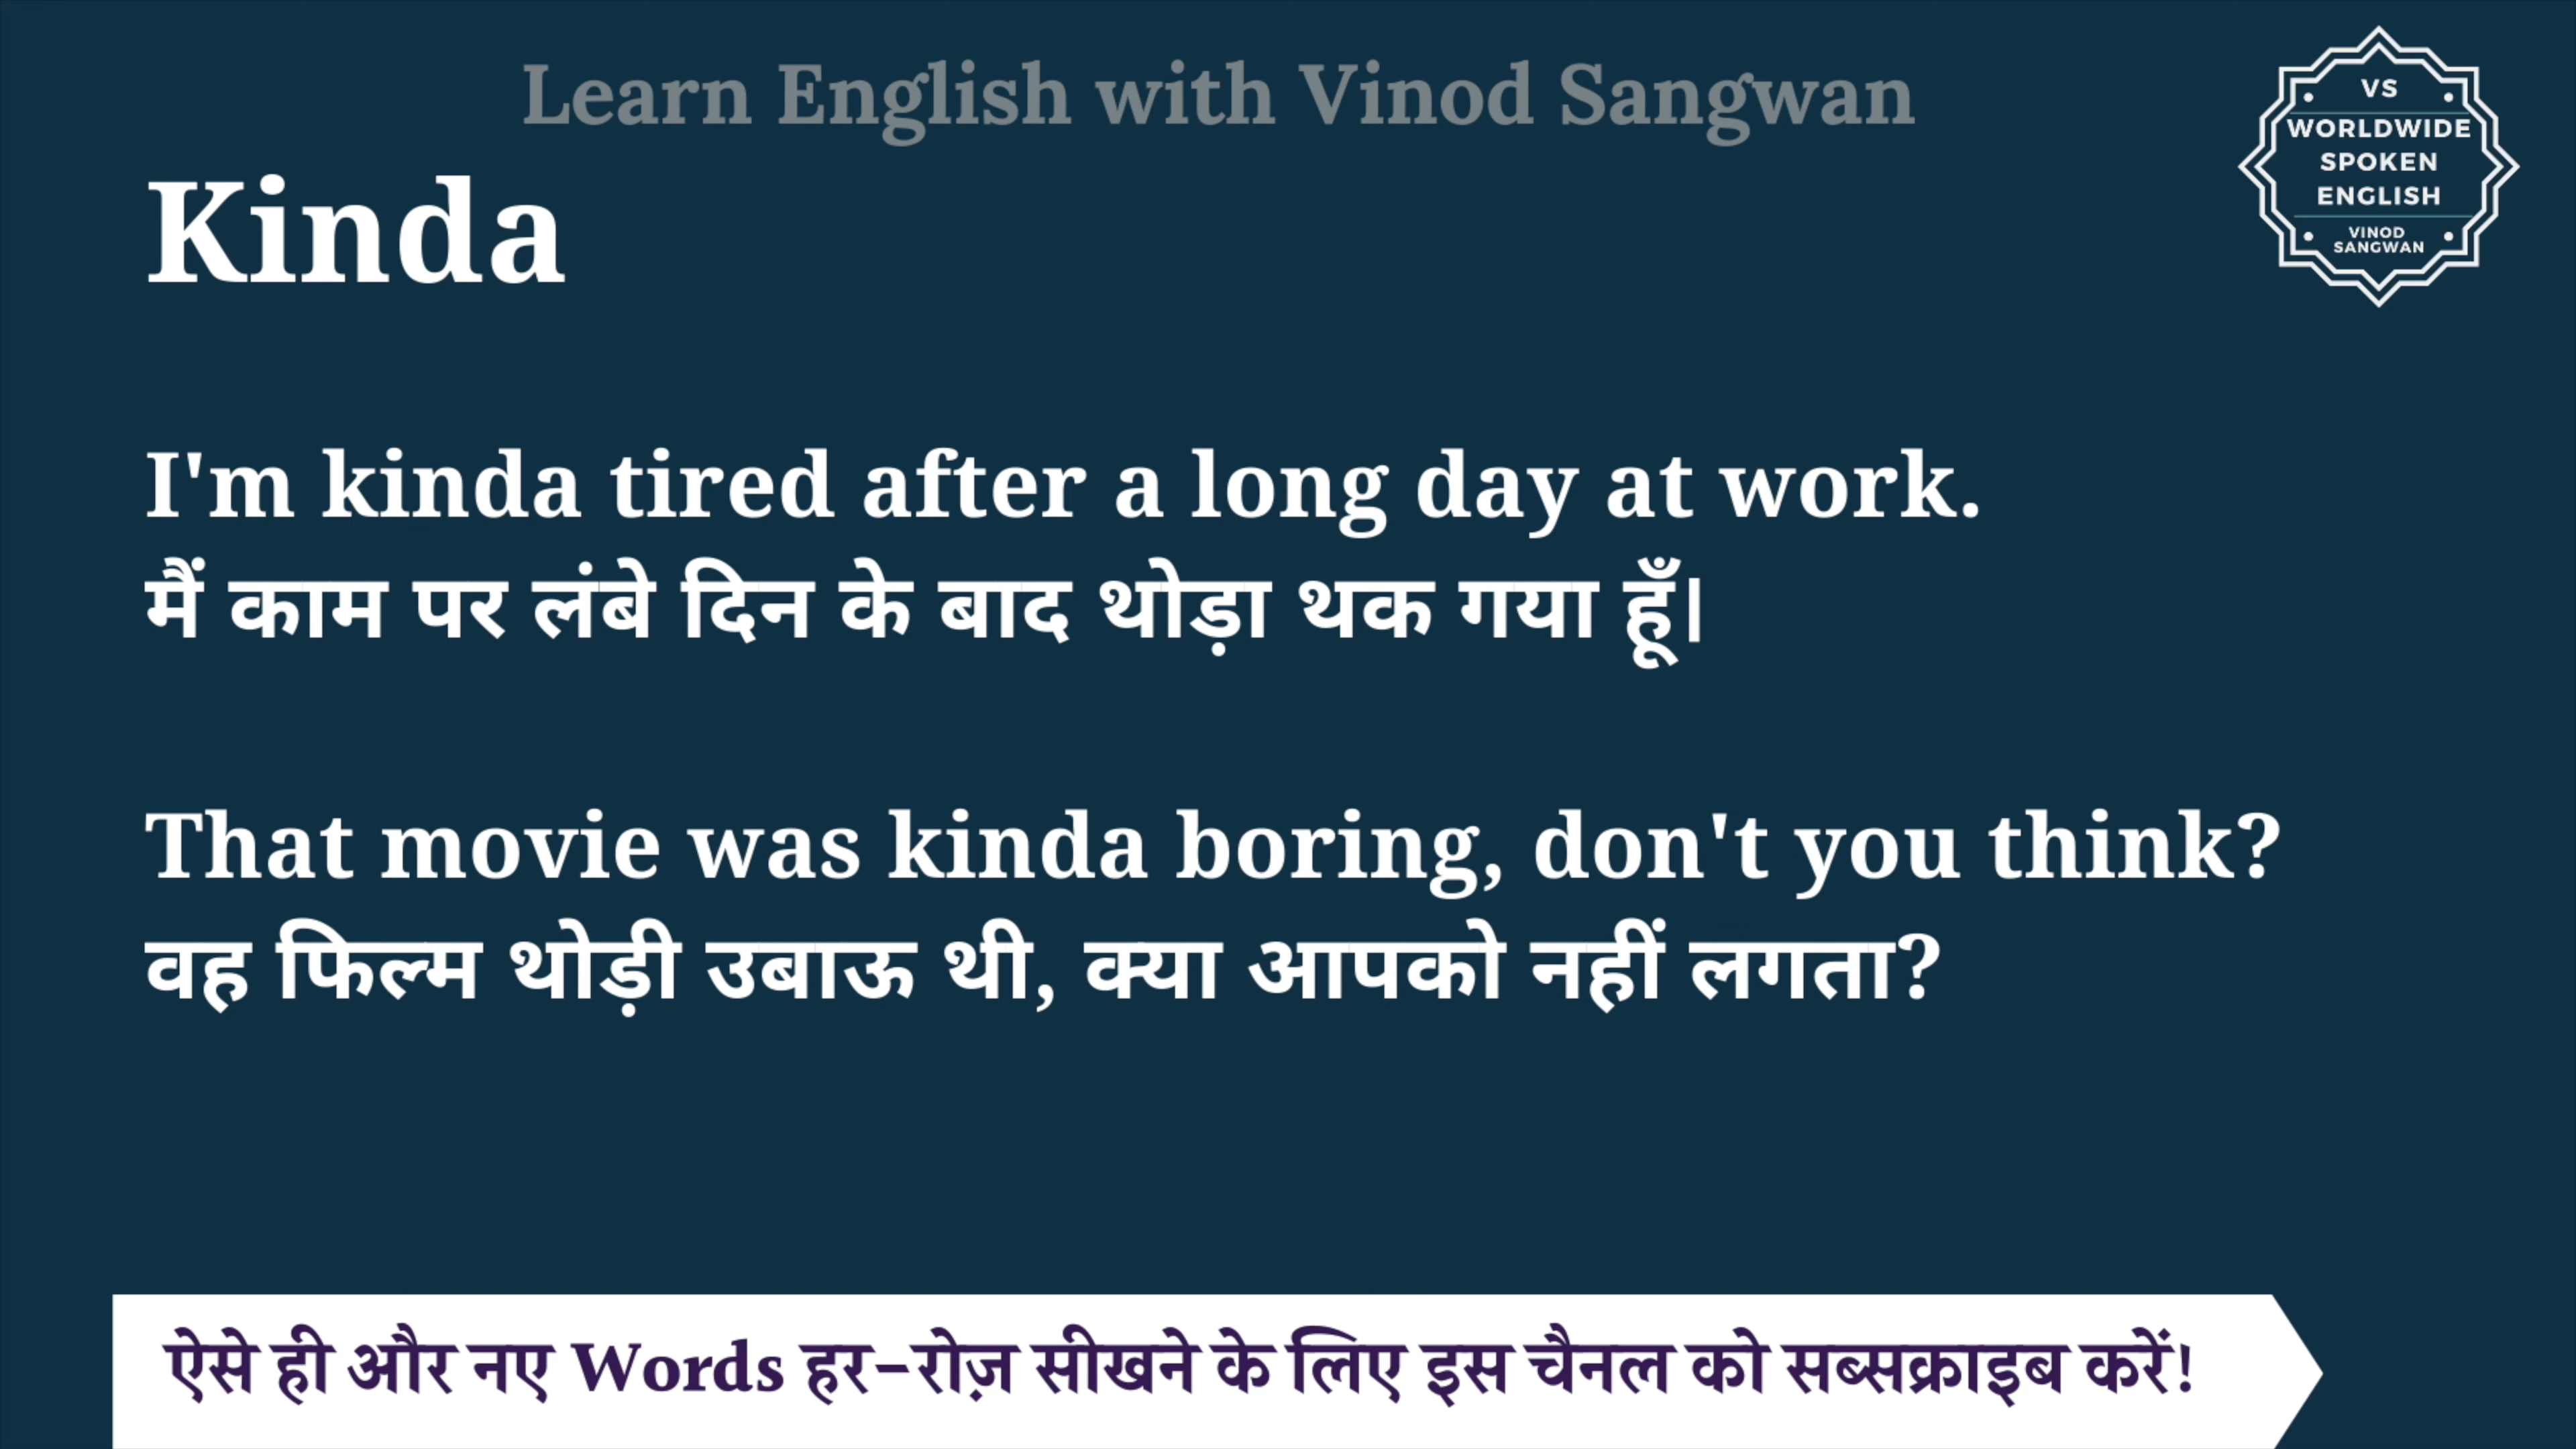 Learn English with Vinod Sangwan
VS
WORLDWIDE
SPOKEN
ENGLISH
VINOD
SANGWAN
Kinda
I'm kinda tired after a long day at work.
मैं काम पर लंबे दिन के बाद थोड़ा थक गया हूँ।
That movie was kinda boring, don't you think?
वह फिल्म थोड़ी उबाऊ थी, क्या आपको नहीं लगता?
ऐसे ही और नए Words हर-रोज़ सीखने के लिए इस चैनल को सब्सक्राइब करें!